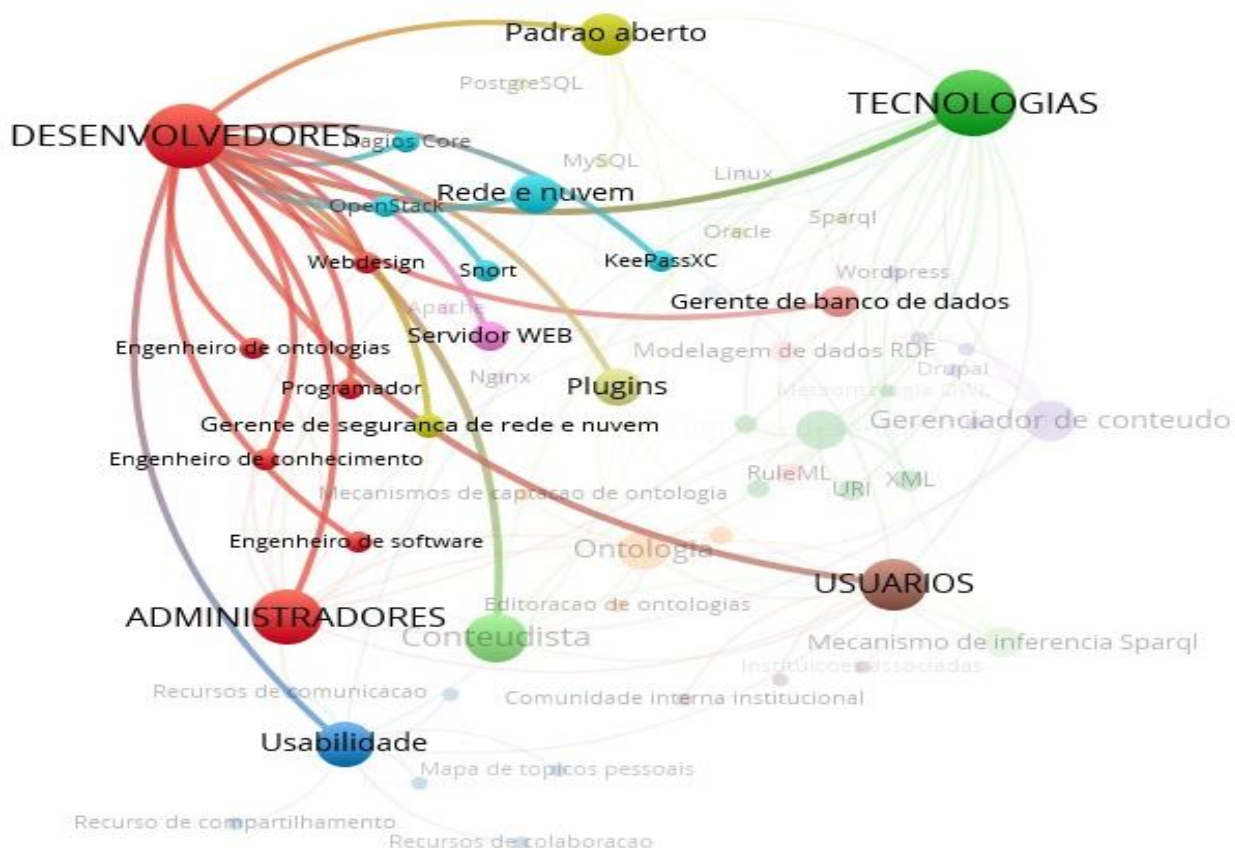 Padrao aberto
PostgreSQL
TECNOLOGIAS
DESENVOLVEDORES
Nagios Core
MySQL
Linux
Rede e nuvem
OpenStack
Sparql
Oracle
Webdesign
Snort
KeePassXC
Wordpress
Gerente de banco de dados
Apache
Servidor WEB
Engenheiro de ontologias
Modelagem de dados RDF
Drupal
Nginx
Programador
Plugins
Metaontologia OWL
Gerenciador de conteudo
Gerente de seguranca de rede e nuvem
Engenheiro de conhecimento
RuleML
XML
URI
Mecanismos de captacao de ontologia
Engenheiro de software
Ontologia
USUARIOS
Editoracao de ontologias
ADMINISTRADORES
Conteudista
Mecanismo de inferencia Sparql
Instituicoes associadas
Recursos de comunicacao
Comunidade interna institucional
Usabilidade
Mapa de topicos pessoais
Recurso de compartilhamento
Recursos de colaboracao